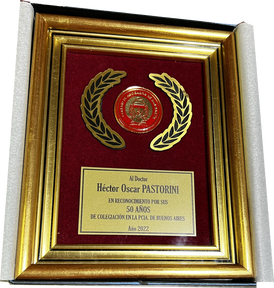 Al Doctor
Héctor Oscar PASTORINI
EN RECONOCIMIENTO POR SUS
50 AÑOS
DE COLEGIACIÓN EN LA PCIA. DE BUENOS AIRES
Año 2022